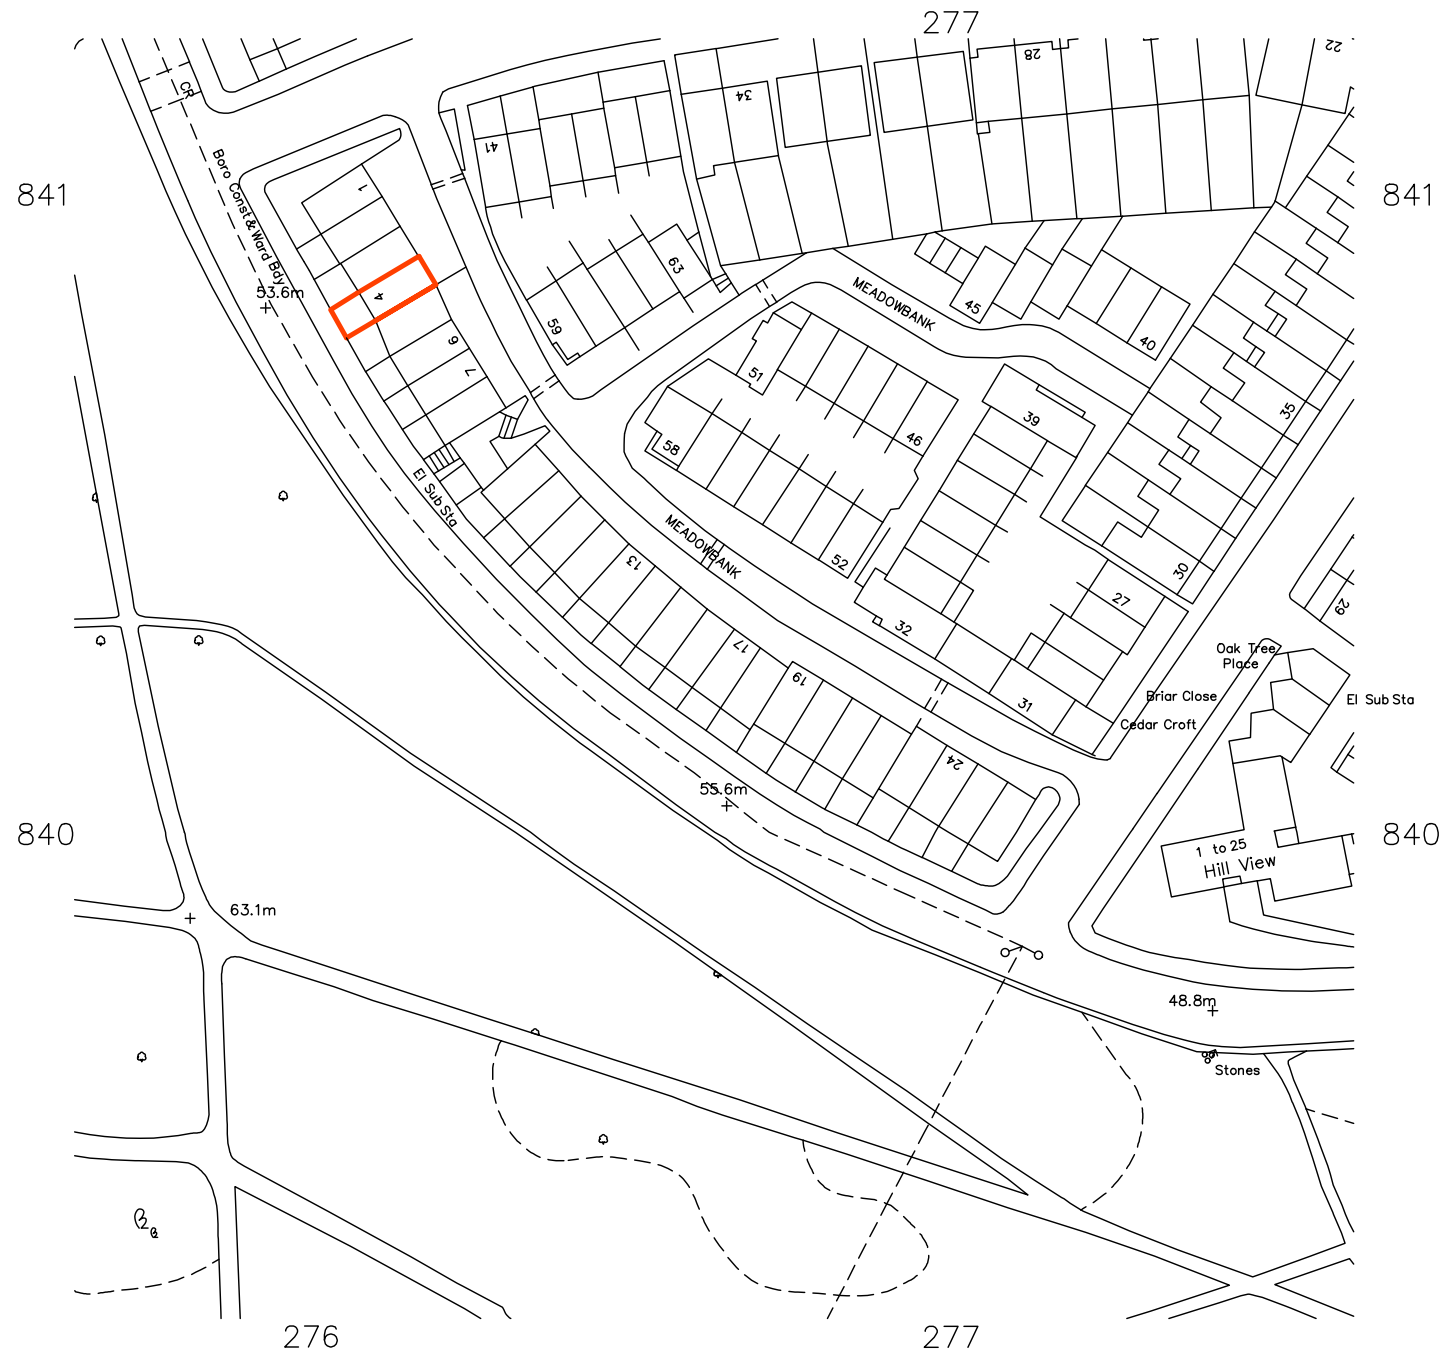 277
22
28
34
CR
41
Boro Const & Ward Bdy
841
841
1
63
45
53.6m
4
MEADOWBANK
59
40
6
7
51
39
35
46
58
El Sub Sta
MEADOWBANK
13
52
30
27
29
32
17
Oak Tree
Place
19
Briar Close
El Sub Sta
31
Cedar Croft
24
55.6m
840
840
1 to 25
Hill View
63.1m
48.8m
Stones
276
277